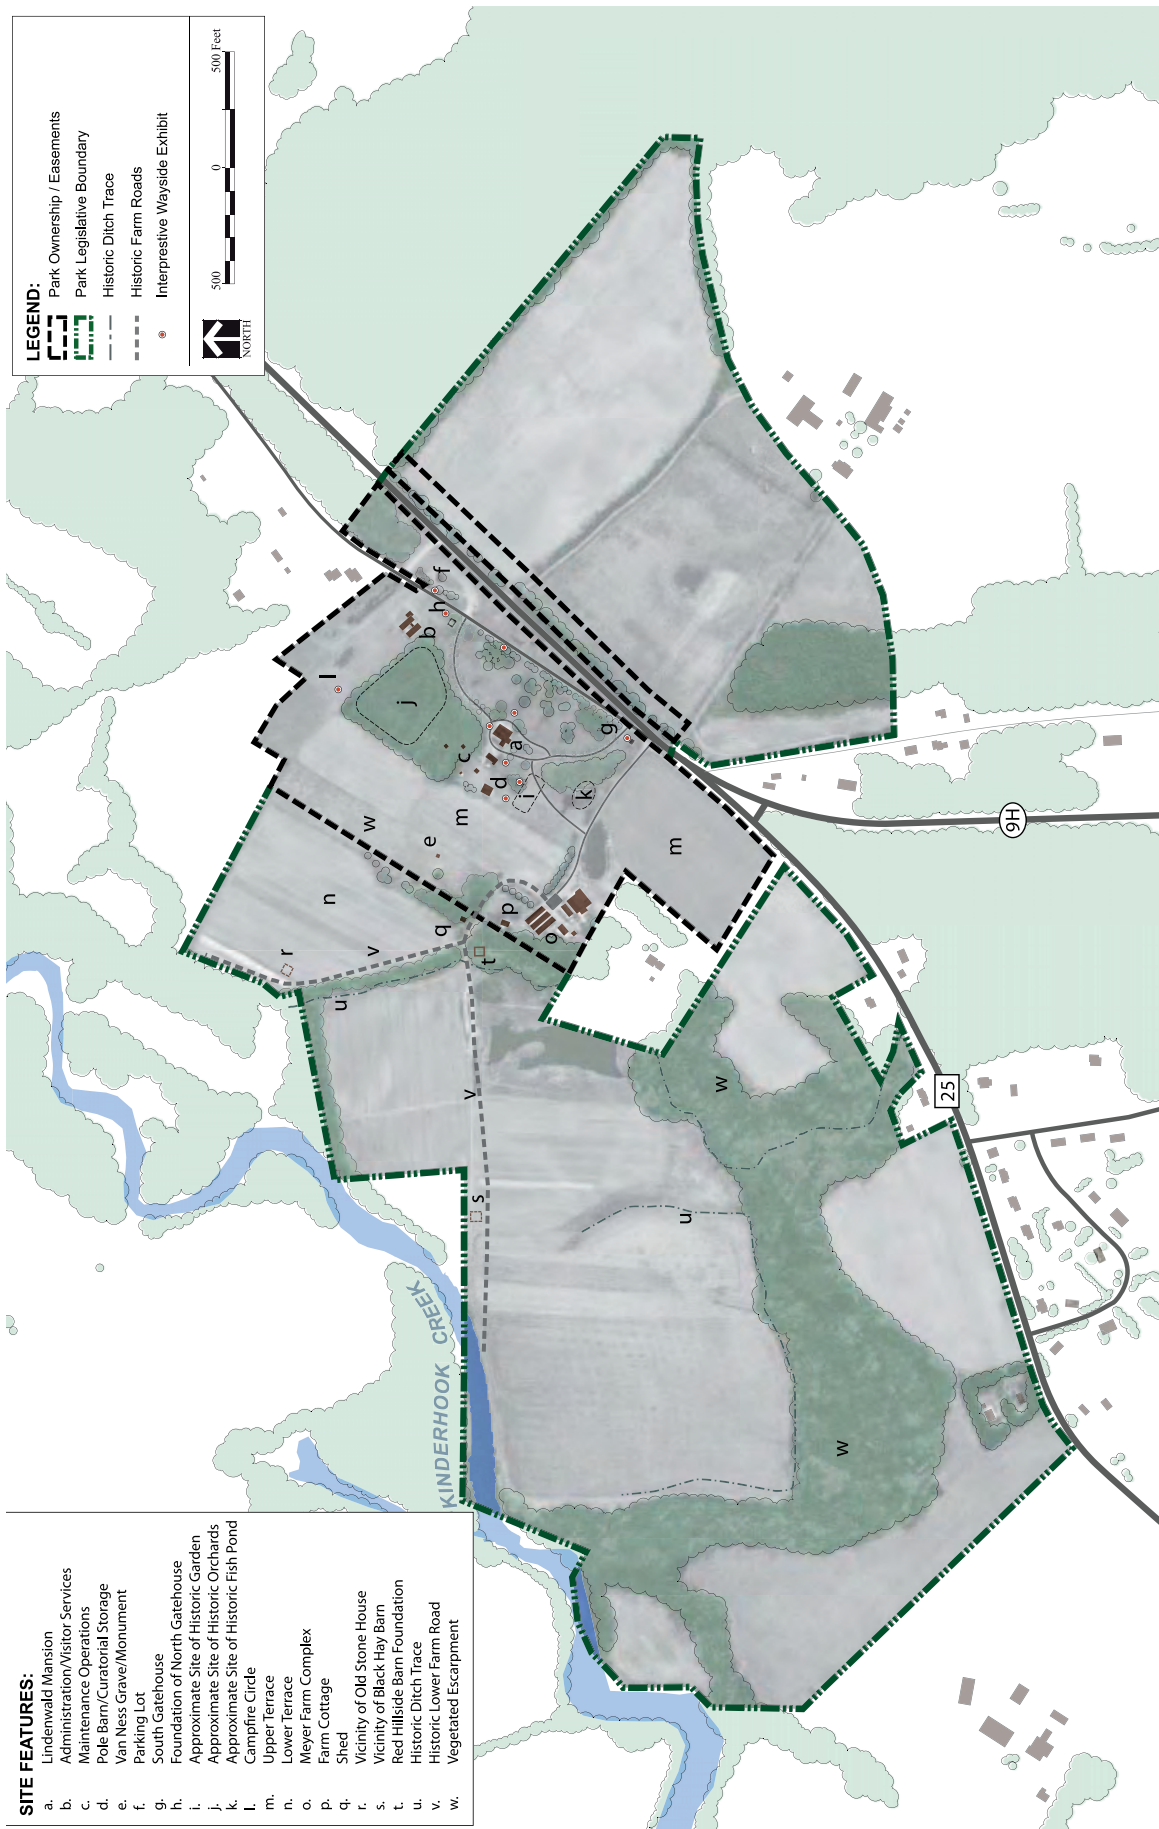 LEGEND:
Park Ownership / Easements
Park Legislative Boundary
Historic Ditch Trace
Historic Farm Roads
Interprestive Wayside Exhibit
NORTH
500
0
500 Feet
SITE FEATURES:
a. Lindenwald Mansion
b. Administration/Visitor Services
c. Maintenance Operations
d. Pole Barn/Curatorial Storage
e. Van Ness Grave/Monument
f. Parking Lot
g. South Gatehouse
h. Foundation of North Gatehouse
i. Approximate Site of Historic Garden
j. Approximate Site of Historic Orchards
k. Approximate Site of Historic Fish Pond
l. Campfire Circle
m. Upper Terrace
n. Lower Terrace
o. Meyer Farm Complex
p. Farm Cottage
q. Shed
r. Vicinity of Old Stone House
s. Vicinity of Black Hay Barn
t. Red Hillside Barn Foundation
u. Historic Ditch Trace
v. Historic Lower Farm Road
w. Vegetated Escarpment
KINDERHOOK CREEK
f
h
b
l
j
g
a
c
d
i
k
w
m
e
m
n
p
q
o
v
r
t
u
w
v
s
u
w
9H
25